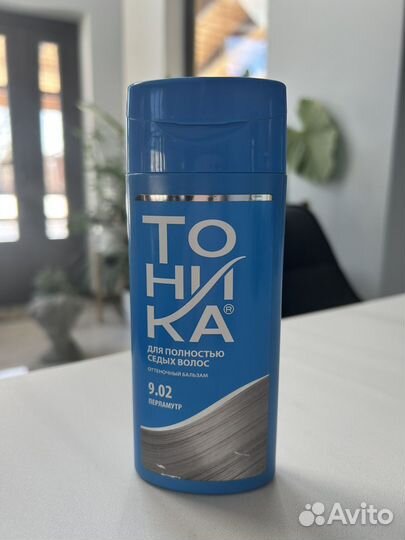 ТО
НИ
КА®
ДЛЯ ПОЛНОСТЬЮ
СЕДЫХ ВОЛОС
ОТТЕНОЧНЫЙ БАЛЬЗАМ
9.02
ПЕРЛАМУТР
Avito